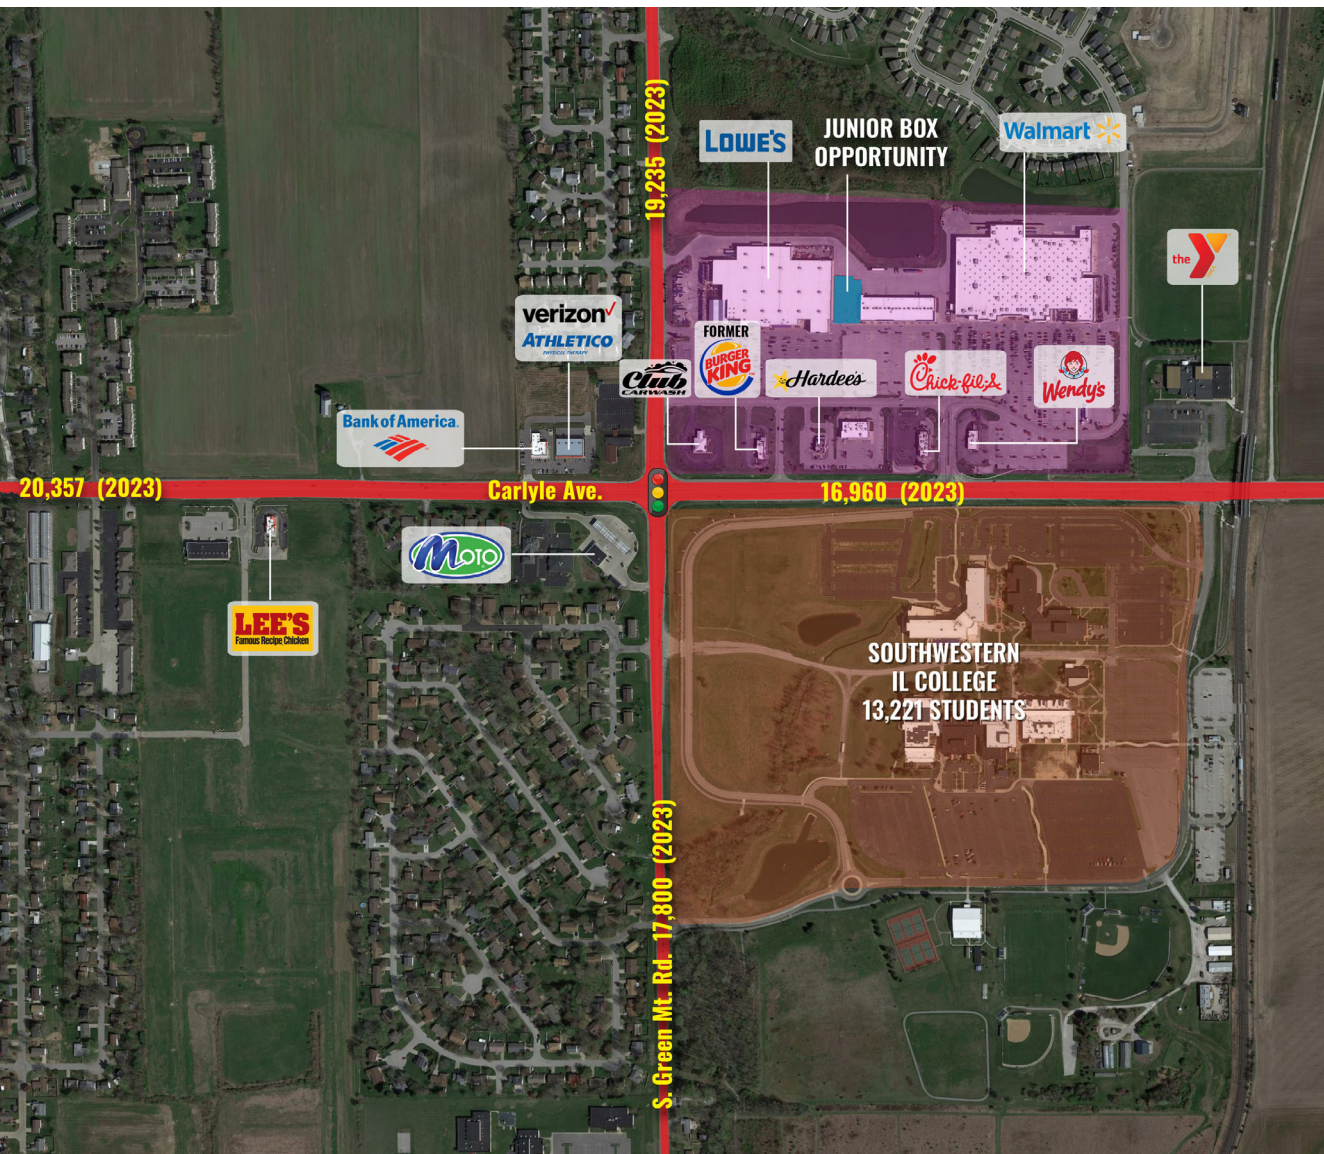 19,235 (2023)
LOWE'S
JUNIOR BOX
OPPORTUNITY
Walmart
the Y
verizon
ATHLETICO
PHYSICAL THERAPY
Club
CARWASH
FORMER
BURGER
KING
Hardee's
Chick-fil-A
Wendy's
Bank of America.
20,357 (2023)
Carlyle Ave.
16,960 (2023)
MOTO
LEE'S
Famous Recipe Chicken
SOUTHWESTERN
IL COLLEGE
13,221 STUDENTS
S. Green Mt. Rd. 17,800 (2023)